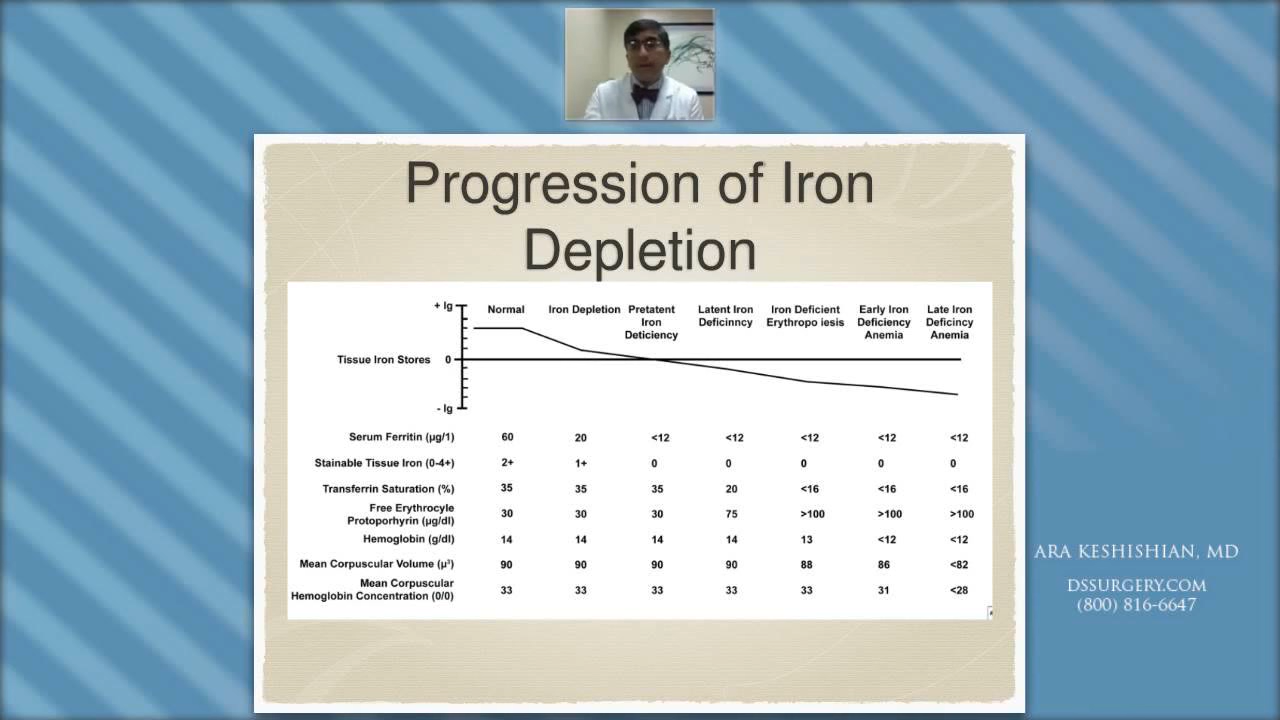 Progression of Iron
Depletion
+ lg
Normal
Iron Depletion
Pretatent
Iron
Deticiency
Latent Iron
Deficinncy
Iron Deficient
Erythropo iesis
Early Iron
Deficiency
Anemia
Late Iron
Deficincy
Anemia
Tissue Iron Stores 0
- lg
Serum Ferritin (µg/1) 60 20 <12 <12 <12 <12 <12
Stainable Tissue Iron (0-4+) 2+ 1+ 0 0 0 0 0
Transferrin Saturation (%) 35 35 35 20 <16 <16 <16
Free Erythrocyle
Protoporhyrin (µg/dl) 30 30 30 75 >100 >100 >100
Hemoglobin (g/dl) 14 14 14 14 13 <12 <12
Mean Corpuscular Volume (µ³) 90 90 90 90 88 86 <82
Mean Corpuscular
Hemoglobin Concentration (0/0) 33 33 33 33 33 31 <28
ARA KESHISHIAN, MD
DSSURGERY.COM
(800) 816-6647